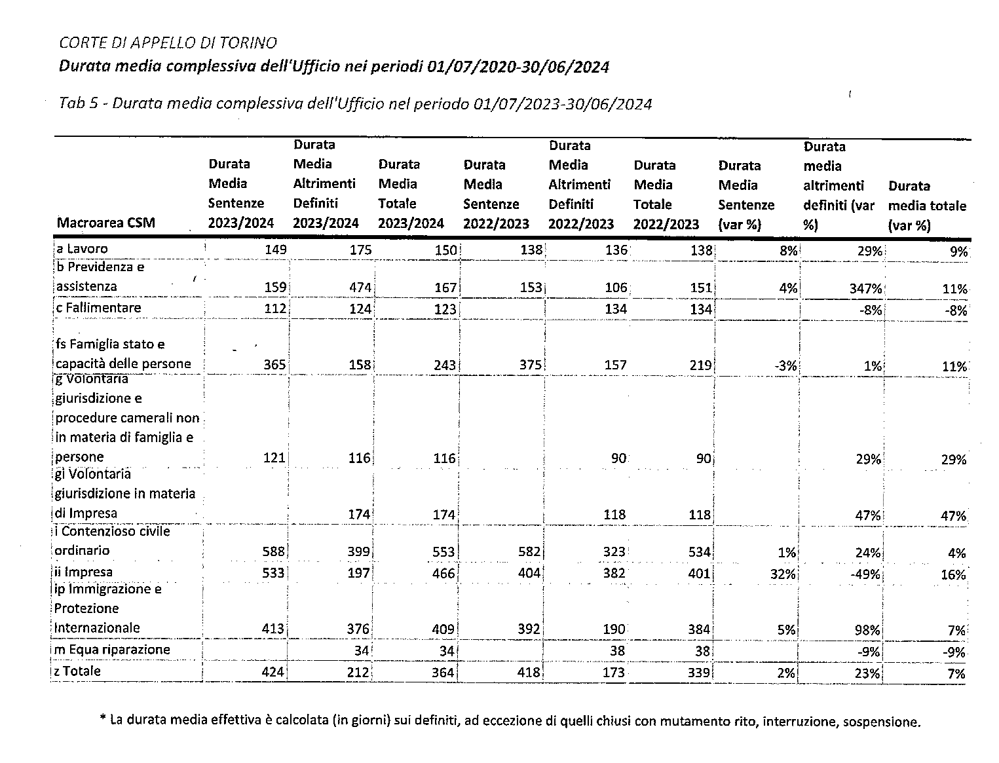 CORTE DI APPELLO DI TORINO
Durata media complessiva dell'Ufficio nei periodi 01/07/2020-30/06/2024
Tab 5 - Durata media complessiva dell'Ufficio nel periodo 01/07/2023-30/06/2024
Macroarea CSM | Durata Media Sentenze 2023/2024 | Durata Media Altrimenti Definiti 2023/2024 | Durata Media Totale 2023/2024 | Durata Media Sentenze 2022/2023 | Durata Media Altrimenti Definiti 2022/2023 | Durata Media Totale 2022/2023 | Durata Media Sentenze (var %) | Durata media altrimenti definiti (var %) | Durata media totale (var %)
a Lavoro 149 175 150 138 136 138 8% 29% 9%
b Previdenza e
assistenza 159 474 167 153 106 151 4% 347% 11%
c Fallimentare 112 124 123 134 134 -8% -8%
fs Famiglia stato e
capacità delle persone 365 158 243 375 157 219 -3% 1% 11%
g Volontaria
giurisdizione e
procedure camerali non
in materia di famiglia e
persone 121 116 116 90 90 29% 29%
gi Volontaria
giurisdizione in materia
di Impresa 174 174 118 118 47% 47%
i Contenzioso civile
ordinario 588 399 553 582 323 534 1% 24% 4%
ii Impresa 533 197 466 404 382 401 32% -49% 16%
ip Immigrazione e
Protezione
Internazionale 413 376 409 392 190 384 5% 98% 7%
m Equa riparazione 34 34 38 38 -9% -9%
z Totale 424 212 364 418 173 339 2% 23% 7%
* La durata media effettiva è calcolata (in giorni) sui definiti, ad eccezione di quelli chiusi con mutamento rito, interruzione, sospensione.